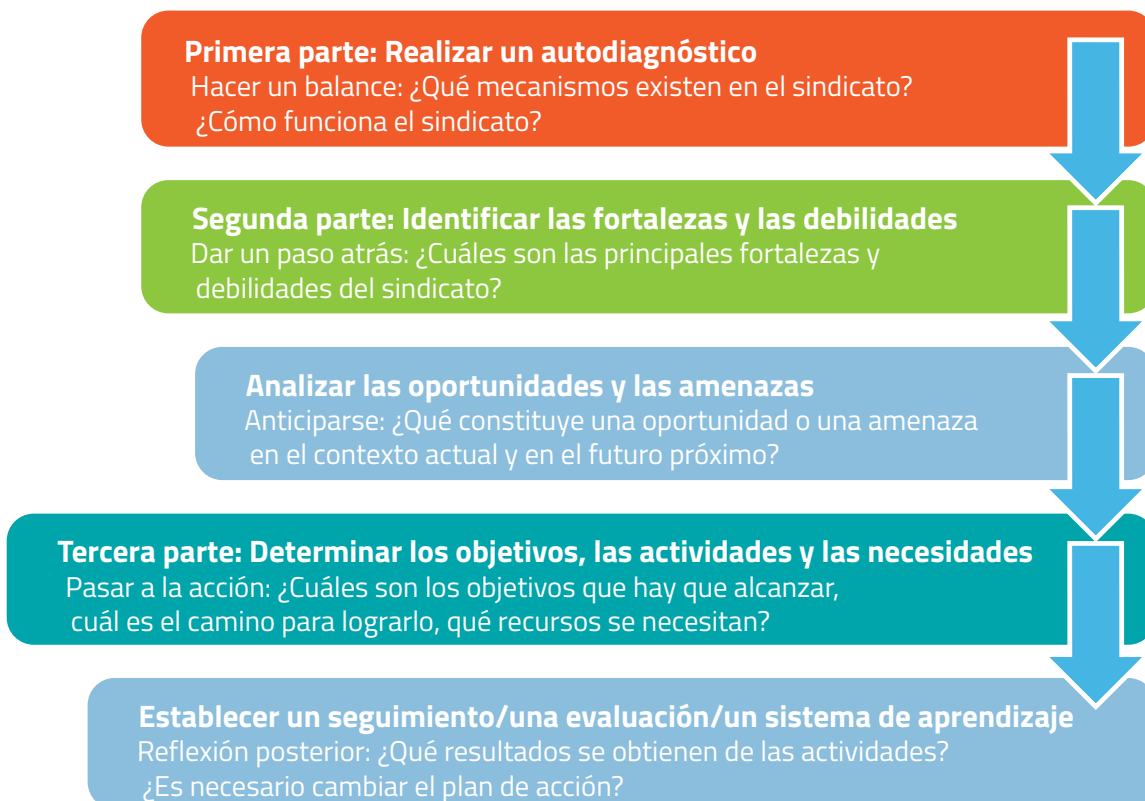 Primera parte: Realizar un autodiagnóstico
Hacer un balance: ¿Qué mecanismos existen en el sindicato?
¿Cómo funciona el sindicato?
Segunda parte: Identificar las fortalezas y las debilidades
Dar un paso atrás: ¿Cuáles son las principales fortalezas y
debilidades del sindicato?
Analizar las oportunidades y las amenazas
Anticiparse: ¿Qué constituye una oportunidad o una amenaza
en el contexto actual y en el futuro próximo?
Tercera parte: Determinar los objetivos, las actividades y las necesidades
Pasar a la acción: ¿Cuáles son los objetivos que hay que alcanzar,
cuál es el camino para lograrlo, qué recursos se necesitan?
Establecer un seguimiento/una evaluación/un sistema de aprendizaje
Reflexión posterior: ¿Qué resultados se obtienen de las actividades?
¿Es necesario cambiar el plan de acción?